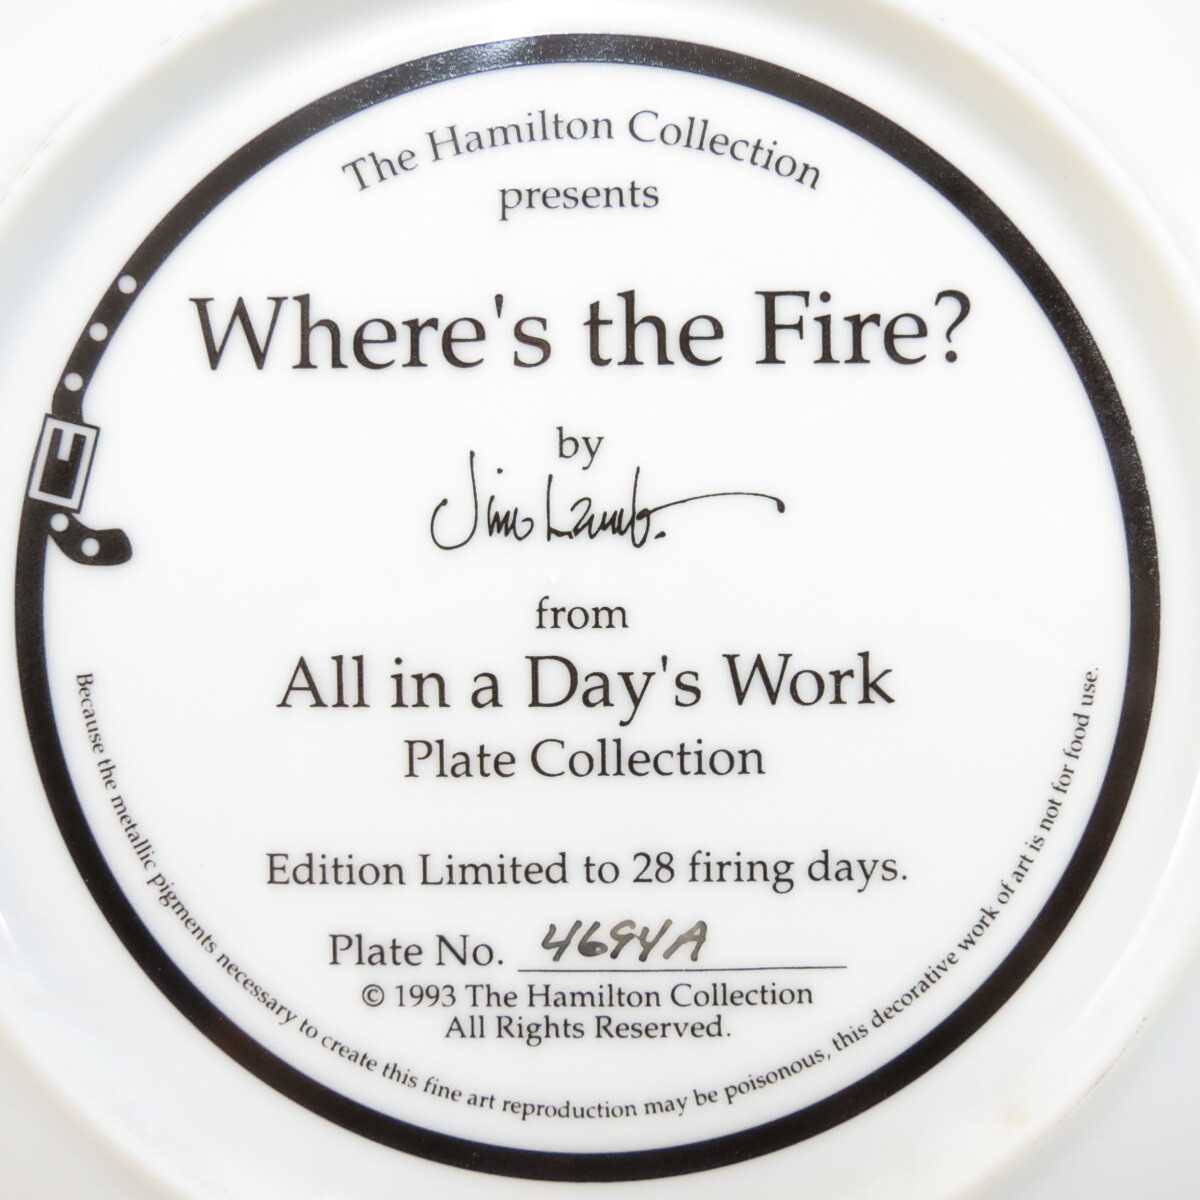 The Hamilton Collection
presents
Where's the Fire?
by
Jim Lamb.
from
All in a Day's Work
Plate Collection
Edition Limited to 28 firing days.
Plate No. 4694A
© 1993 The Hamilton Collection
All Rights Reserved.
Because the metallic pigments necessary to create this fine art reproduction may be poisonous, this decorative work of art is not for food use.